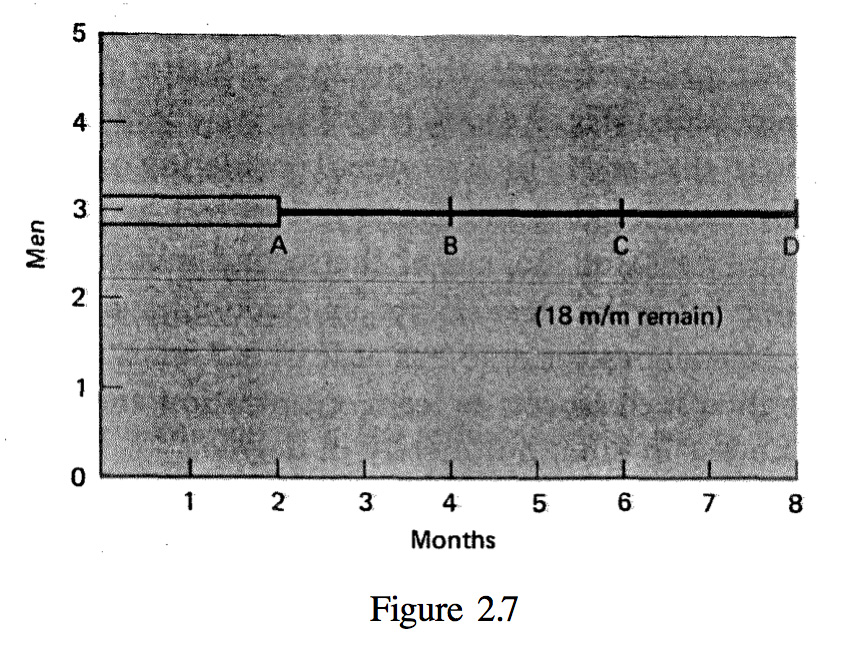 5
4
3
2
1
0
Men
A B C D
(18 m/m remain)
1 2 3 4 5 6 7 8
Months
Figure 2.7